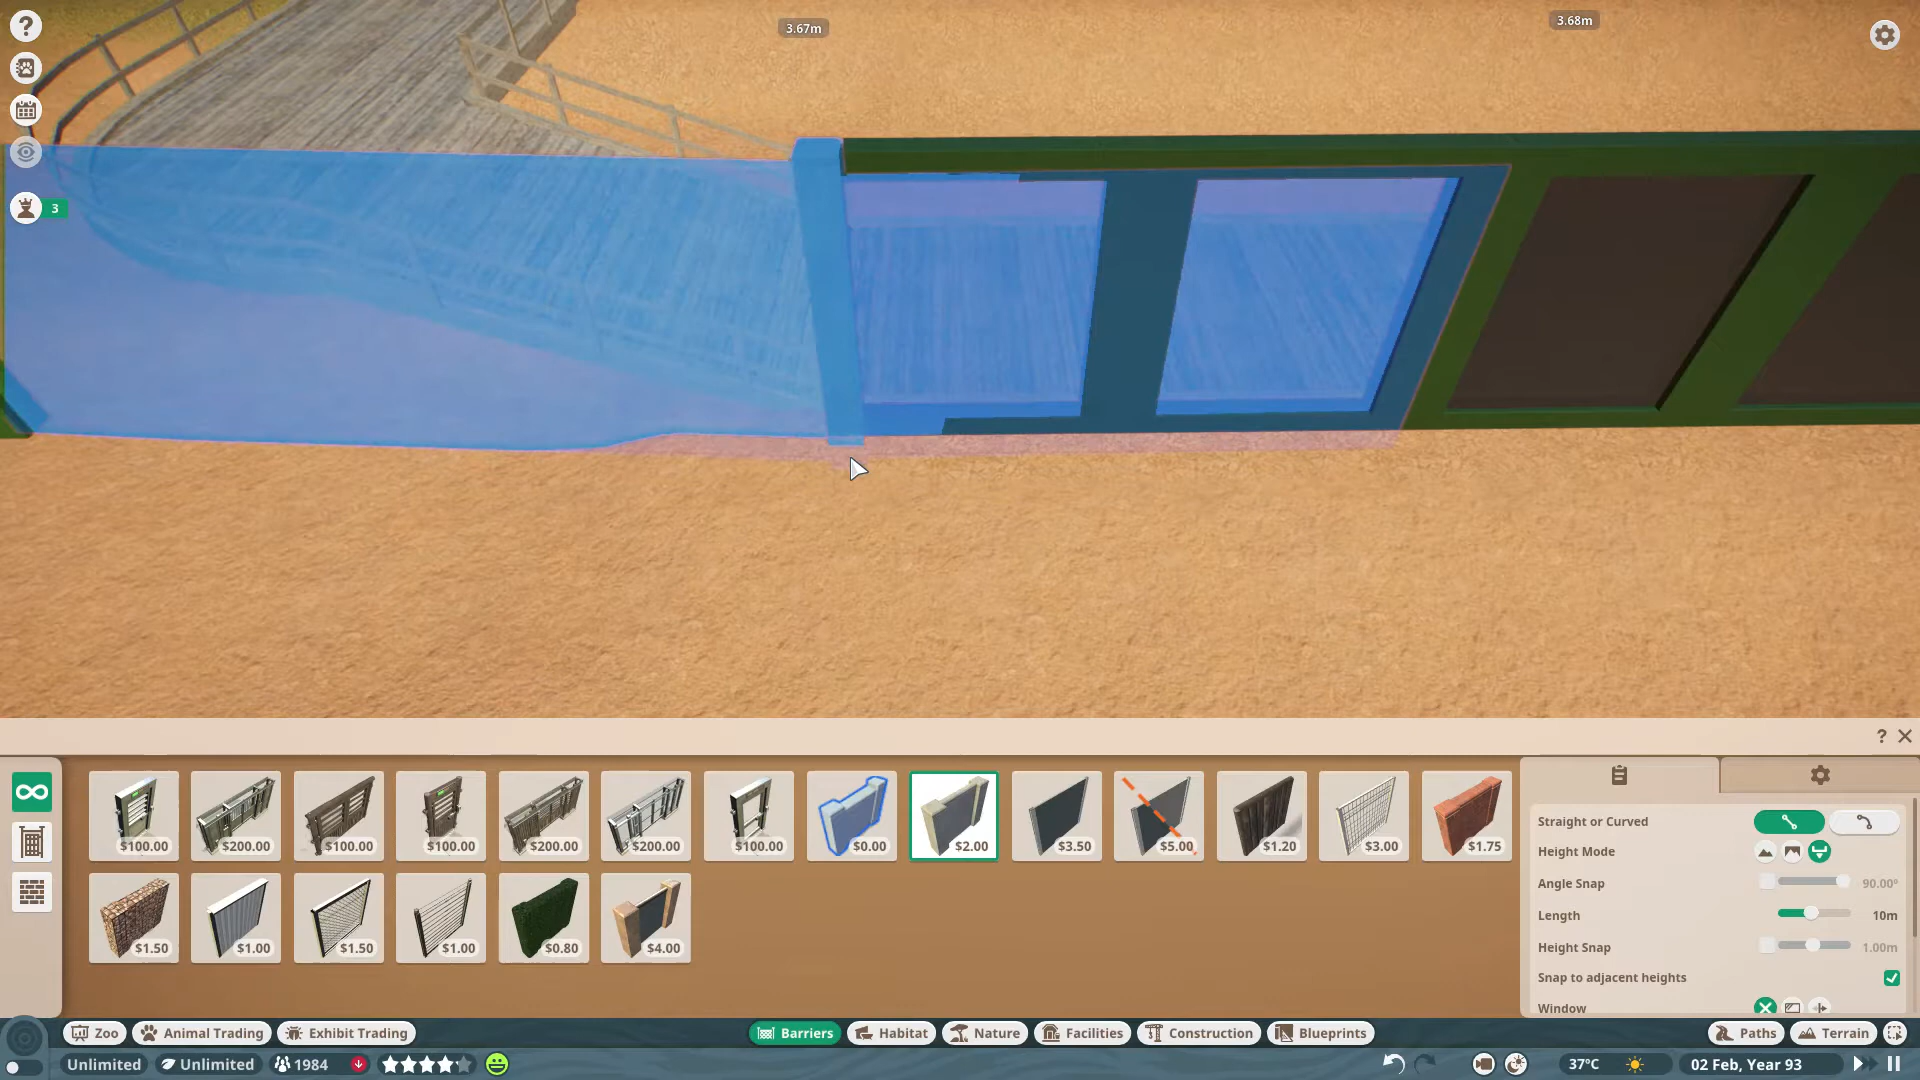 3.67m 3.68m
?
3
?
$100.00 $200.00 $100.00 $100.00 $200.00 $200.00 $100.00 $0.00 $2.00 $3.50 $5.00 $1.20 $3.00 $1.75
$1.50 $1.00 $1.50 $1.00 $0.80 $4.00
Straight or Curved
Height Mode
Angle Snap 90.00°
Length 10m
Height Snap 1.00m
Snap to adjacent heights
Window
Zoo Animal Trading Exhibit Trading Barriers Habitat Nature Facilities Construction Blueprints Paths Terrain
Unlimited Unlimited 1984 37°C 02 Feb, Year 93